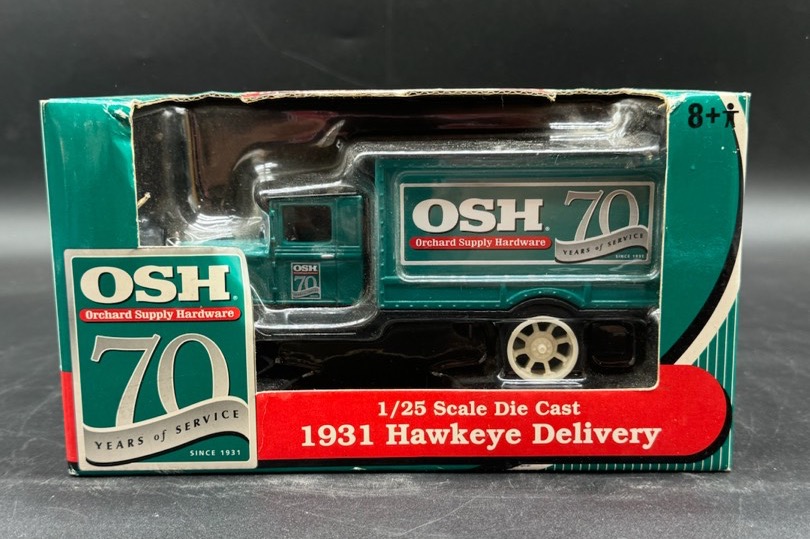 8+
OSH®
Orchard Supply Hardware
70
YEARS of SERVICE
SINCE 1931
OSH
70
OSH®
Orchard Supply Hardware
70
YEARS of SERVICE
SINCE 1931
1/25 Scale Die Cast
1931 Hawkeye Delivery